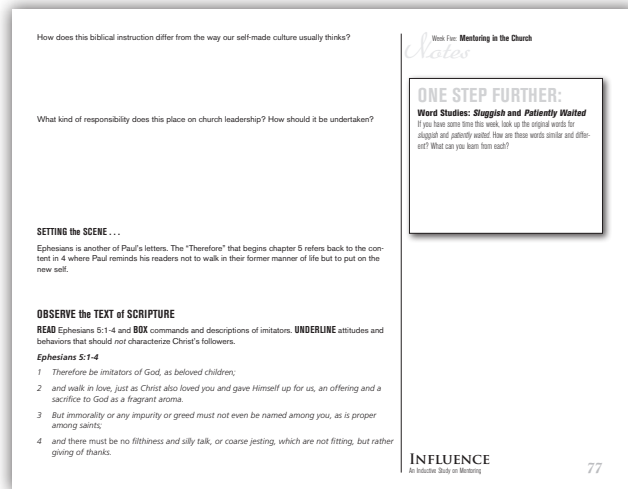 How does this biblical instruction differ from the way our self-made culture usually thinks?
What kind of responsibility does this place on church leadership? How should it be undertaken?
SETTING the SCENE . . .
Ephesians is another of Paul's letters. The “Therefore” that begins chapter 5 refers back to the con-
tent in 4 where Paul reminds his readers not to walk in their former manner of life but to put on the
new self.
OBSERVE the TEXT of SCRIPTURE
READ Ephesians 5:1-4 and BOX commands and descriptions of imitators. UNDERLINE attitudes and
behaviors that should not characterize Christ's followers.
Ephesians 5:1-4
1 Therefore be imitators of God, as beloved children;
2 and walk in love, just as Christ also loved you and gave Himself up for us, an offering and a
sacrifice to God as a fragrant aroma.
3 But immorality or any impurity or greed must not even be named among you, as is proper
among saints;
4 and there must be no filthiness and silly talk, or coarse jesting, which are not fitting, but rather
giving of thanks.
Week Five: Mentoring in the Church
Notes
ONE STEP FURTHER:
Word Studies: Sluggish and Patiently Waited
If you have some time this week, look up the original words for
sluggish and patiently waited. How are these words similar and differ-
ent? What can you learn from each?
INFLUENCE
An Inductive Study on Mentoring
77